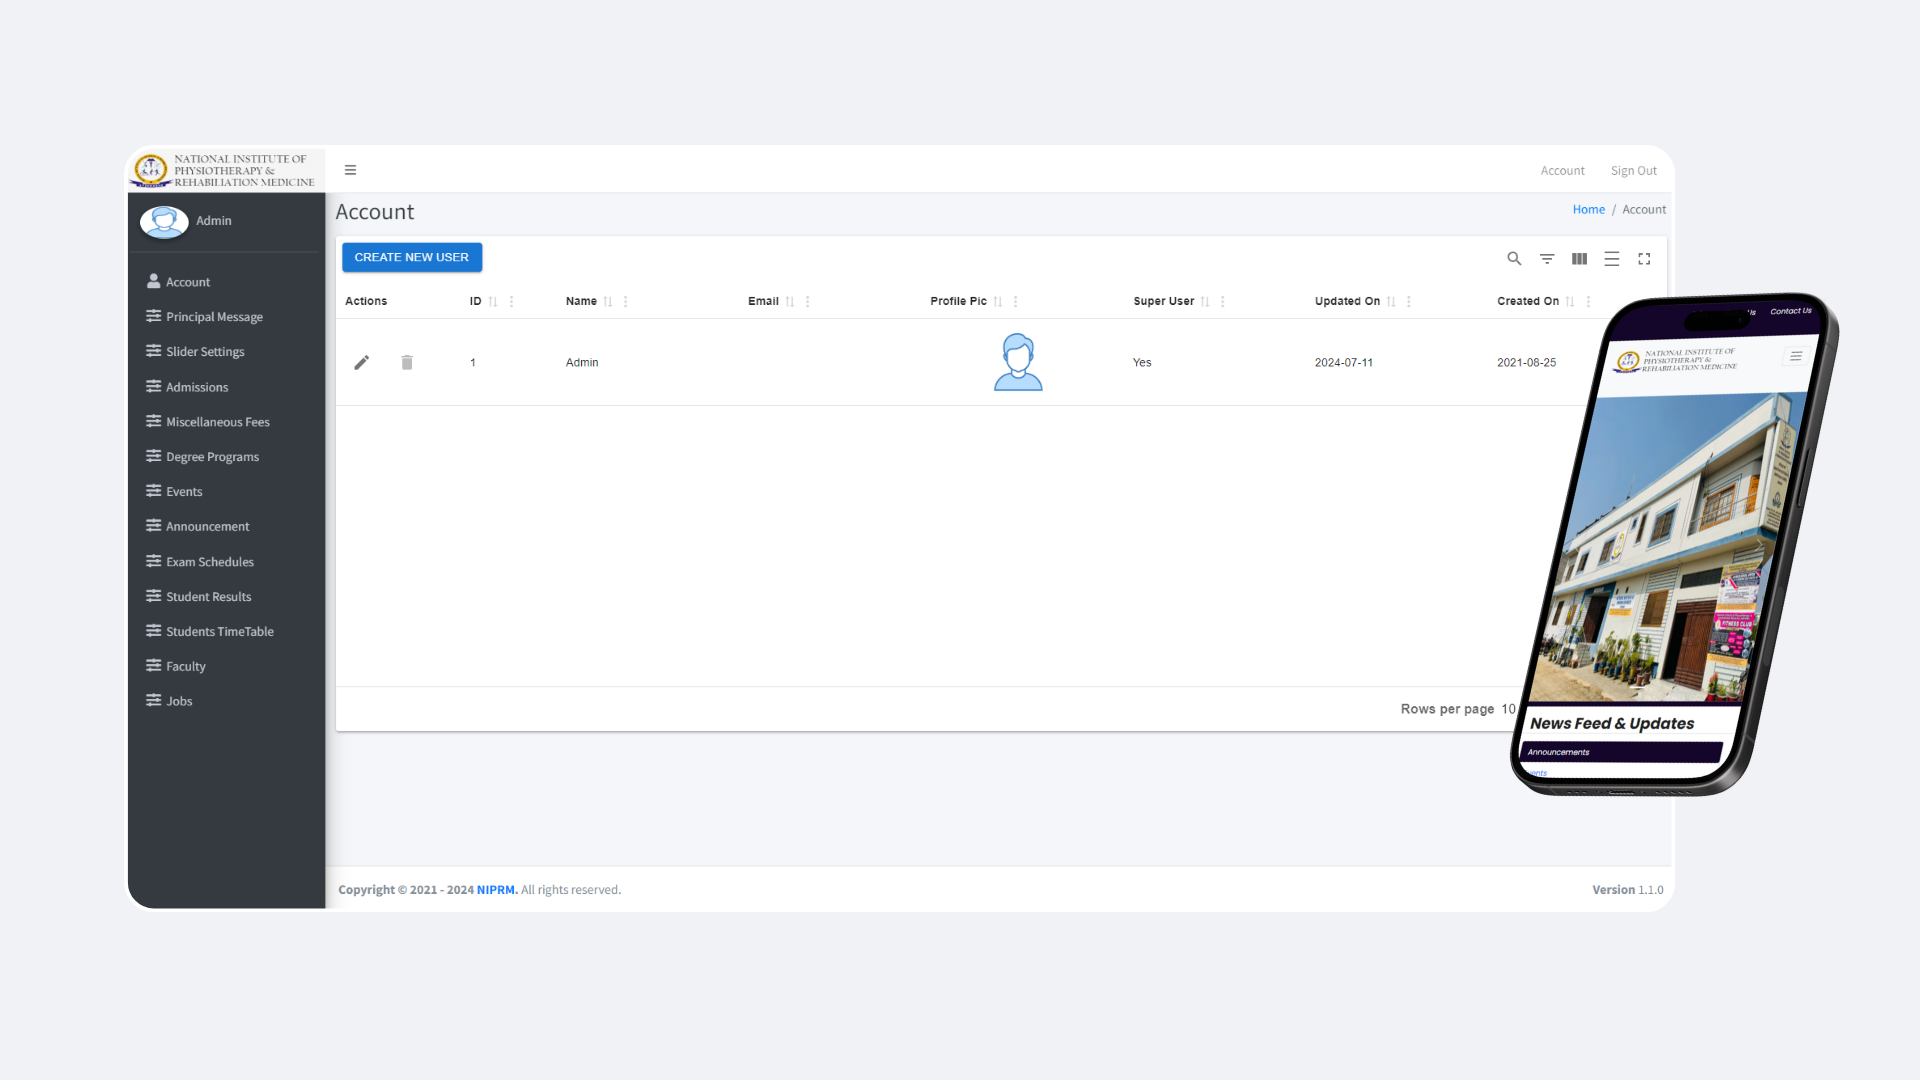 NATIONAL INSTITUTE OF
PHYSIOTHERAPY &
REHABILIATION MEDICINE
Account
Sign Out
Admin
Account
Home / Account
CREATE NEW USER
Actions
ID
Name
Email
Profile Pic
Super User
Updated On
Created On
1
Admin
Yes
2024-07-11
2021-08-25
Account
Principal Message
Slider Settings
Admissions
Miscellaneous Fees
Degree Programs
Events
Announcement
Exam Schedules
Student Results
Students TimeTable
Faculty
Jobs
Rows per page 10
Copyright © 2021 - 2024 NIPRM. All rights reserved.
Version 1.1.0
Contact Us
NATIONAL INSTITUTE OF
PHYSIOTHERAPY &
REHABILIATION MEDICINE
FITNESS CLUB
News Feed & Updates
Announcements